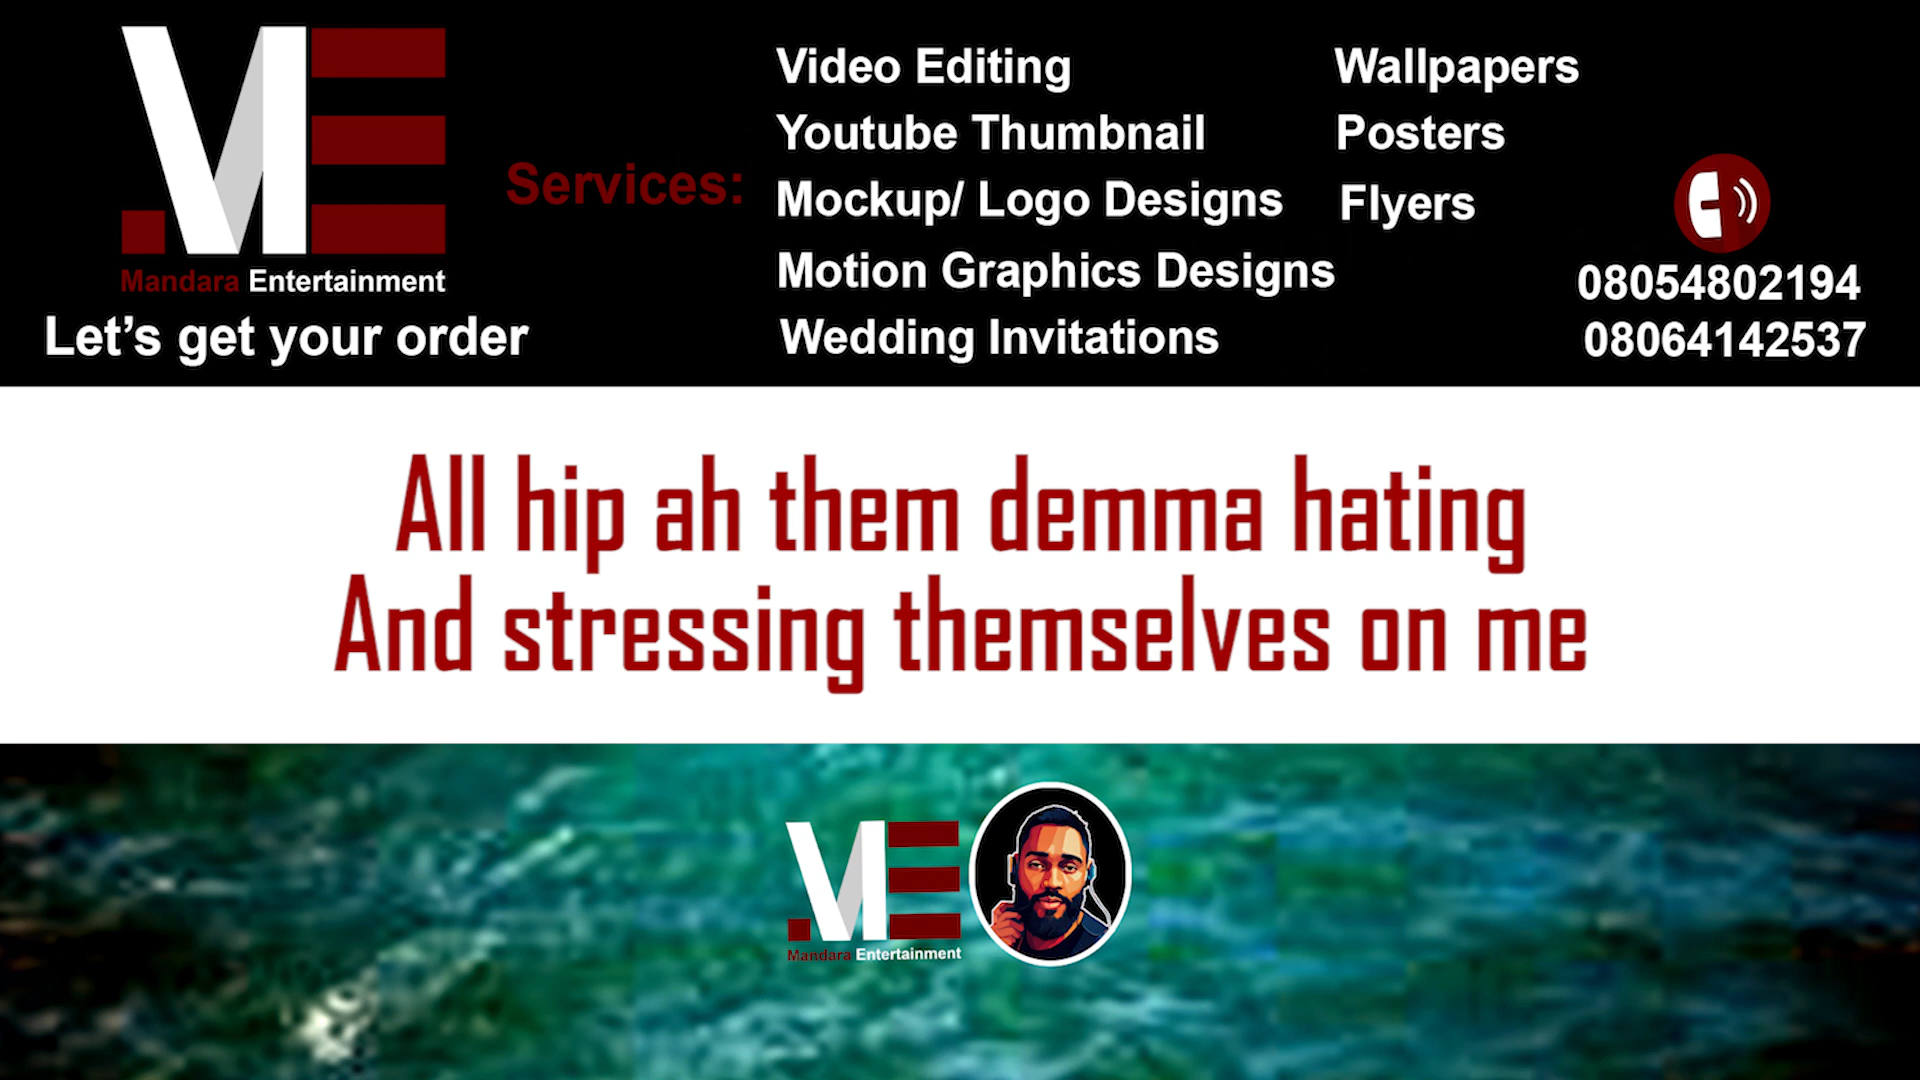 Mandara Entertainment
Let's get your order
Services:
Video Editing
Youtube Thumbnail
Mockup/ Logo Designs
Motion Graphics Designs
Wedding Invitations
Wallpapers
Posters
Flyers
08054802194
08064142537
All hip ah them demma hating
And stressing themselves on me
Mandara Entertainment